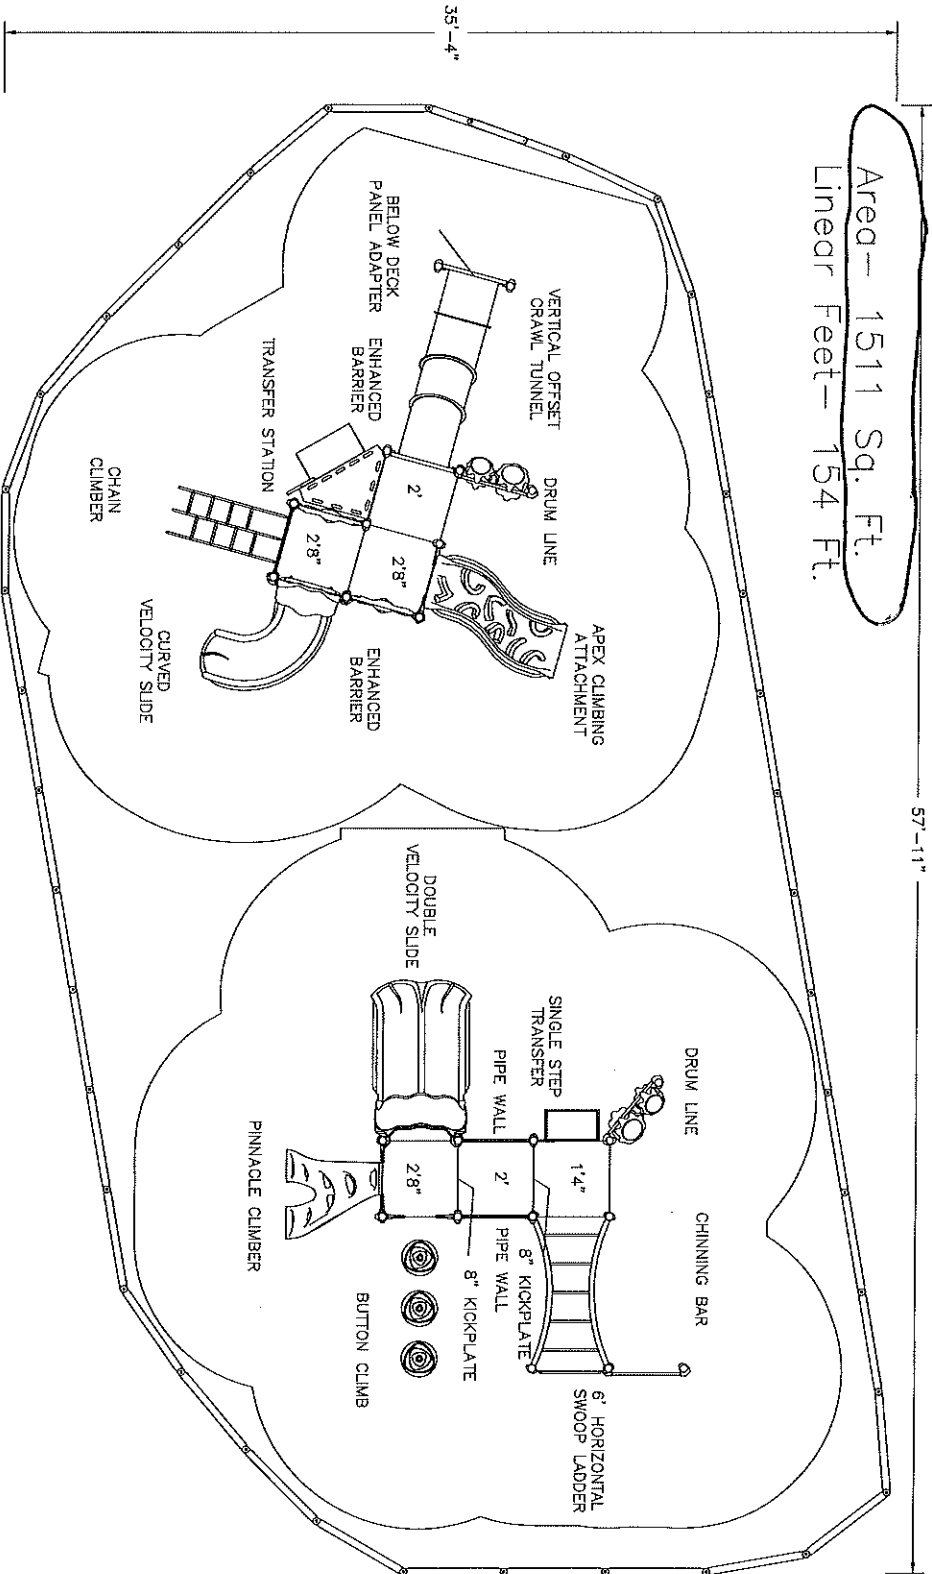 Area- 1511 Sq. Ft.
Linear Feet- 154 Ft.
35'-4"
57'-11"
BELOW DECK
PANEL ADAPTER
VERTICAL OFFSET
CRAWL TUNNEL
ENHANCED
BARRIER
TRANSFER STATION
CHAIN
CLIMBER
DRUM LINE
2'
2'8"
2'8"
APEX CLIMBING
ATTACHMENT
ENHANCED
BARRIER
CURVED
VELOCITY SLIDE
DOUBLE
VELOCITY SLIDE
SINGLE STEP
TRANSFER
PIPE WALL
DRUM LINE
1'4"
2'
2'8"
PINNACLE CLIMBER
CHINNING BAR
8" KICKPLATE
PIPE WALL
8" KICKPLATE
BUTTON CLIMB
6' HORIZONTAL
SWOOP LADDER